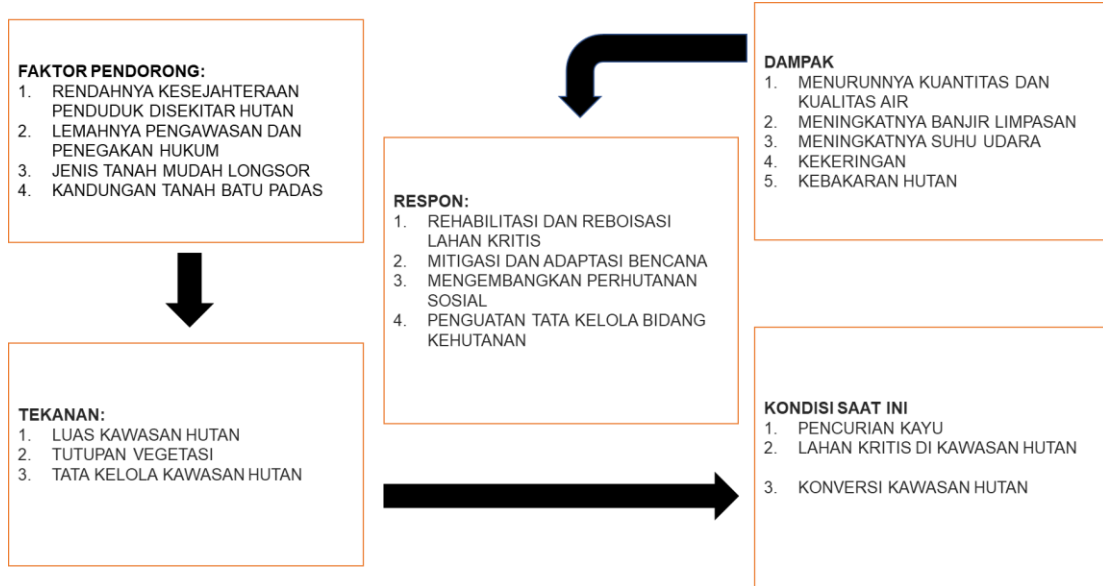 FAKTOR PENDORONG:
1. RENDAHNYA KESEJAHTERAAN
PENDUDUK DISEKITAR HUTAN
2. LEMAHNYA PENGAWASAN DAN
PENEGAKAN HUKUM
3. JENIS TANAH MUDAH LONGSOR
4. KANDUNGAN TANAH BATU PADAS
TEKANAN:
1. LUAS KAWASAN HUTAN
2. TUTUPAN VEGETASI
3. TATA KELOLA KAWASAN HUTAN
RESPON:
1. REHABILITASI DAN REBOISASI
LAHAN KRITIS
2. MITIGASI DAN ADAPTASI BENCANA
3. MENGEMBANGKAN PERHUTANAN
SOSIAL
4. PENGUATAN TATA KELOLA BIDANG
KEHUTANAN
DAMPAK
1. MENURUNNYA KUANTITAS DAN
KUALITAS AIR
2. MENINGKATNYA BANJIR LIMPASAN
3. MENINGKATNYA SUHU UDARA
4. KEKERINGAN
5. KEBAKARAN HUTAN
KONDISI SAAT INI
1. PENCURIAN KAYU
2. LAHAN KRITIS DI KAWASAN HUTAN
3. KONVERSI KAWASAN HUTAN